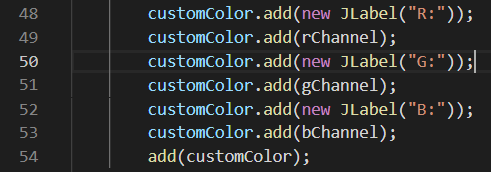 48 customColor.add(new JLabel("R:"));
49 customColor.add(rChannel);
50 customColor.add(new JLabel("G:"));
51 customColor.add(gChannel);
52 customColor.add(new JLabel("B:"));
53 customColor.add(bChannel);
54 add(customColor);